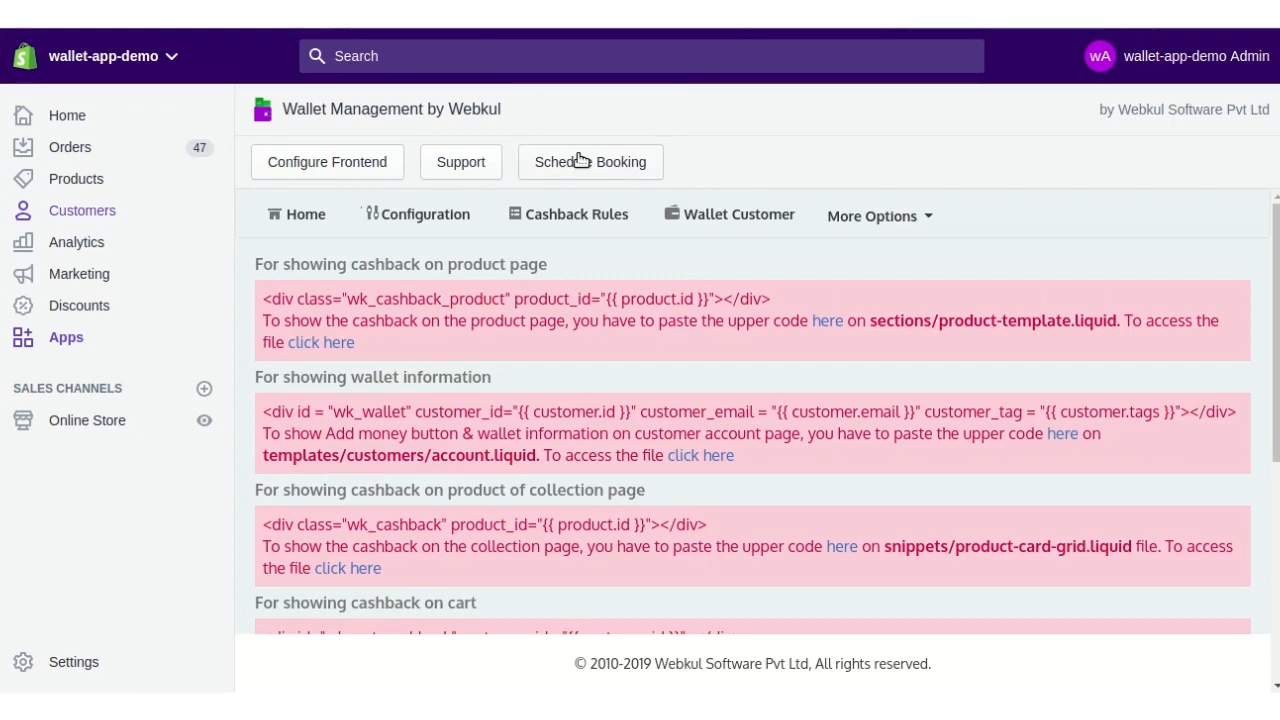 wallet-app-demo
Search
wA
wallet-app-demo Admin
Home
Orders
47
Products
Customers
Analytics
Marketing
Discounts
Apps
SALES CHANNELS
Online Store
Settings
Wallet Management by Webkul
by Webkul Software Pvt Ltd
Configure Frontend
Support
Booking
Home
Configuration
Cashback Rules
Wallet Customer
More Options
For showing cashback on product page
<div class="wk_cashback_product" product_id="{{ product.id }}"></div>
To show the cashback on the product page, you have to paste the upper code here on sections/product-template.liquid. To access the
file click here
For showing wallet information
<div id = "wk_wallet" customer_id="{{ customer.id }}" customer_email = "{{ customer.email }}" customer_tag = "{{ customer.tags }}"></div>
To show Add money button & wallet information on customer account page, you have to paste the upper code here on
templates/customers/account.liquid. To access the file click here
For showing cashback on product of collection page
<div class="wk_cashback" product_id="{{ product.id }}"></div>
To show the cashback on the collection page, you have to paste the upper code here on snippets/product-card-grid.liquid file. To access
the file click here
For showing cashback on cart
© 2010-2019 Webkul Software Pvt Ltd, All rights reserved.